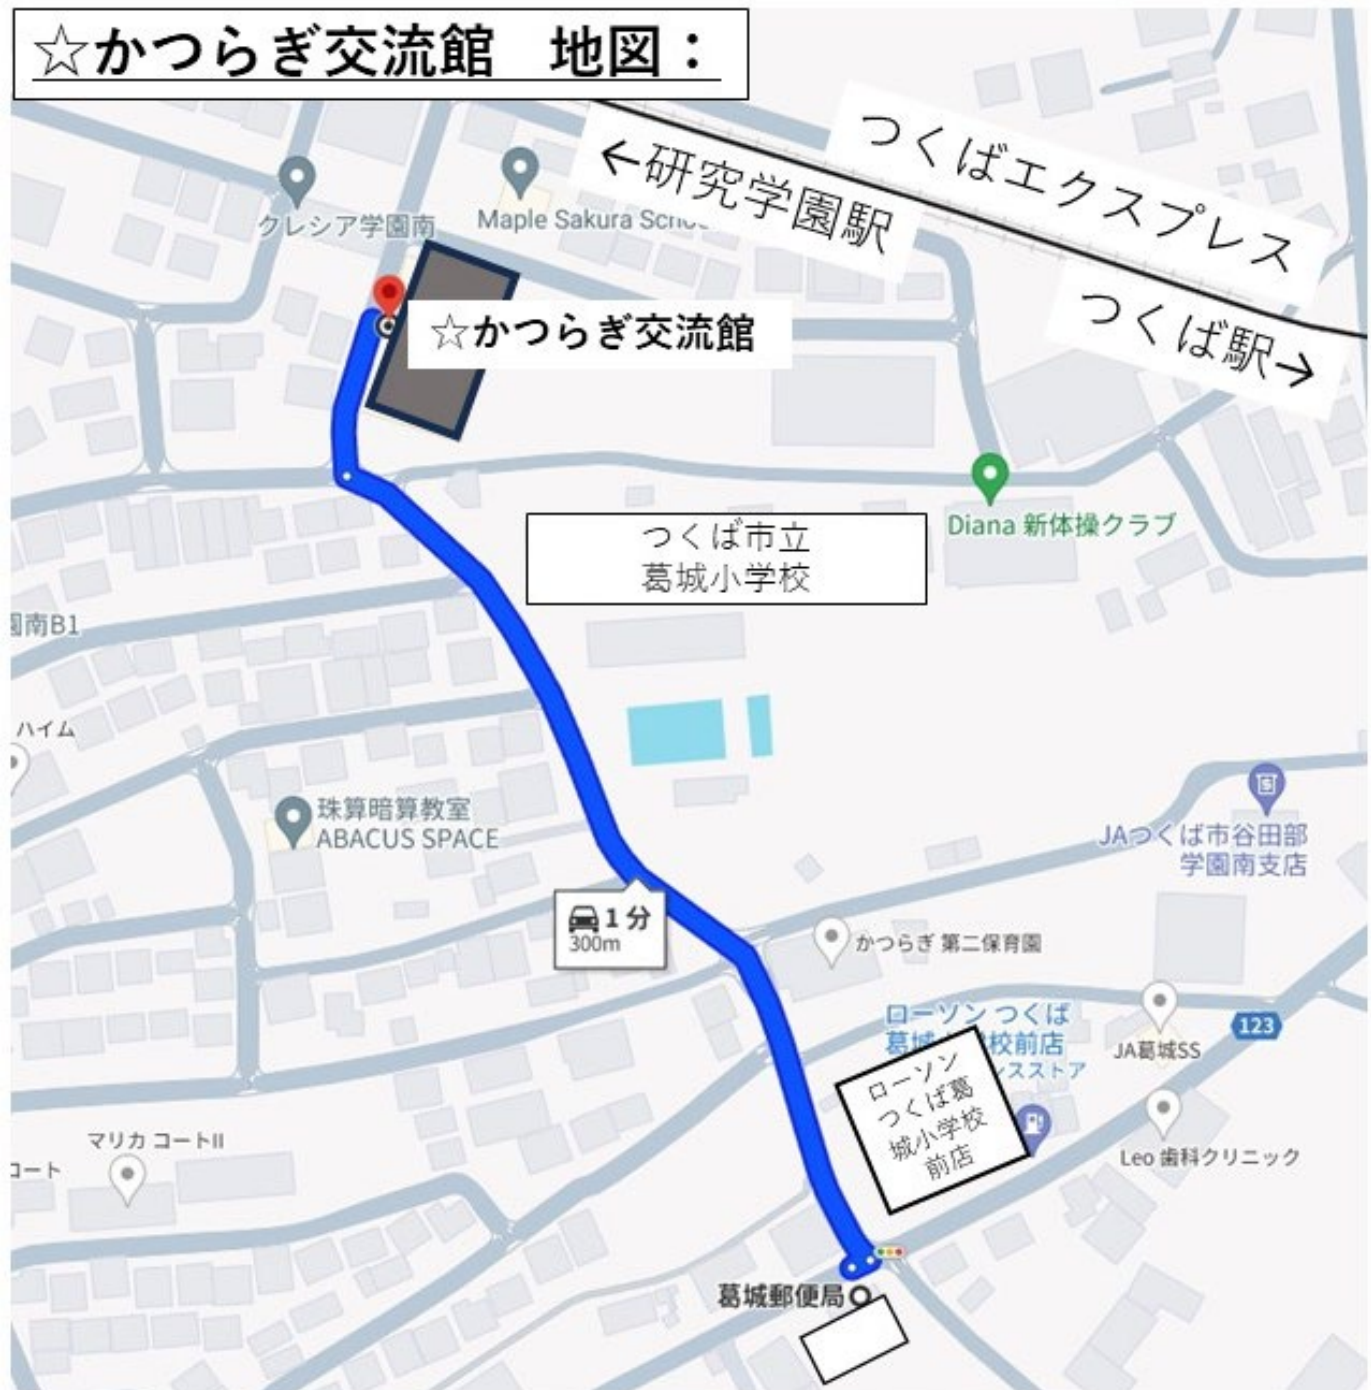 ☆かつらぎ交流館　地図：
つくばエクスプレス
←研究学園駅
つくば駅→
クレシア学園南
Maple Sakura
☆かつらぎ交流館
Diana 新体操クラブ
つくば市立
葛城小学校
園南B1
ハイム
珠算暗算教室
ABACUS SPACE
JAつくば市谷田部
学園南支店
1 分
300m
かつらぎ 第二保育園
ローソン つくば
葛城 校前店
JA葛城SS
123
ローソン
つくば葛
城小学校
前店
マリカ コートII
コート
Leo 歯科クリニック
葛城郵便局